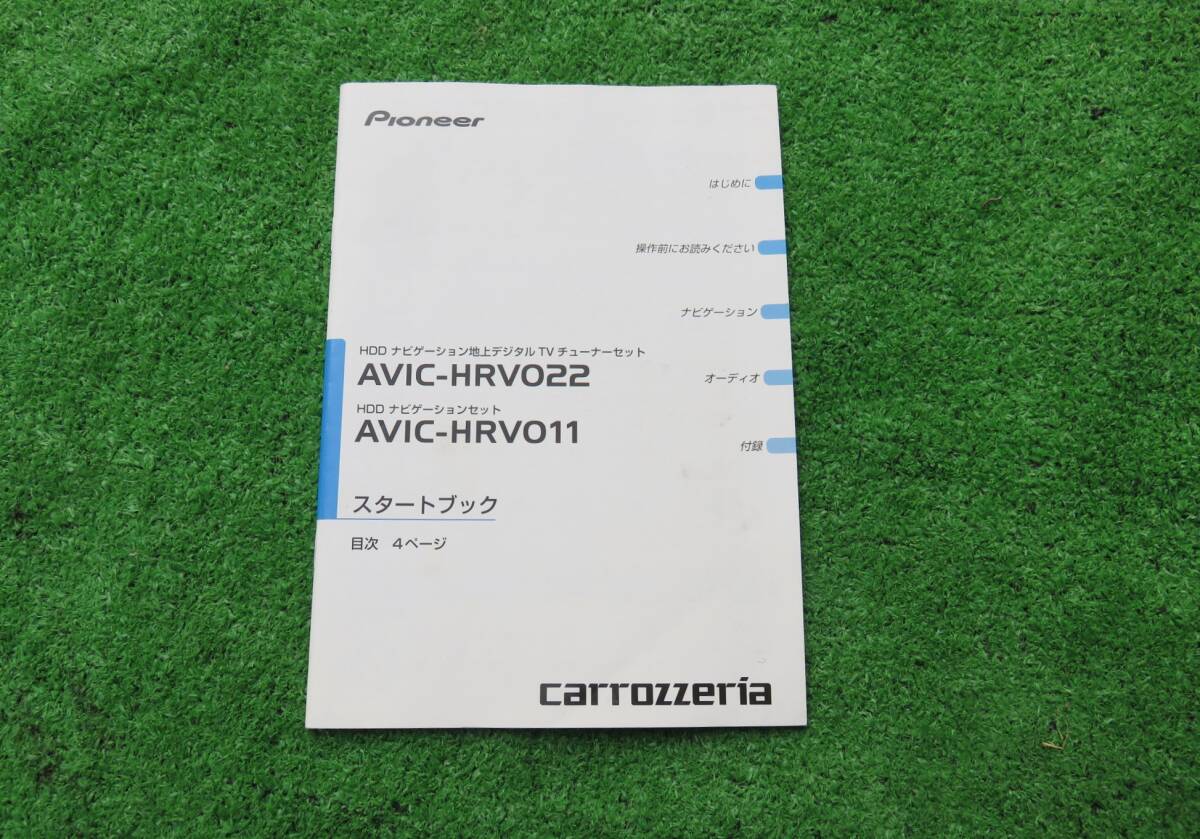 Pioneer
はじめに
操作前にお読みください
ナビゲーション
HDD ナビゲーション地上デジタル TV チューナーセット
AVIC-HRV022
オーディオ
HDD ナビゲーションセット
AVIC-HRV011
付録
スタートブック
目次 4ページ
carrozzeria